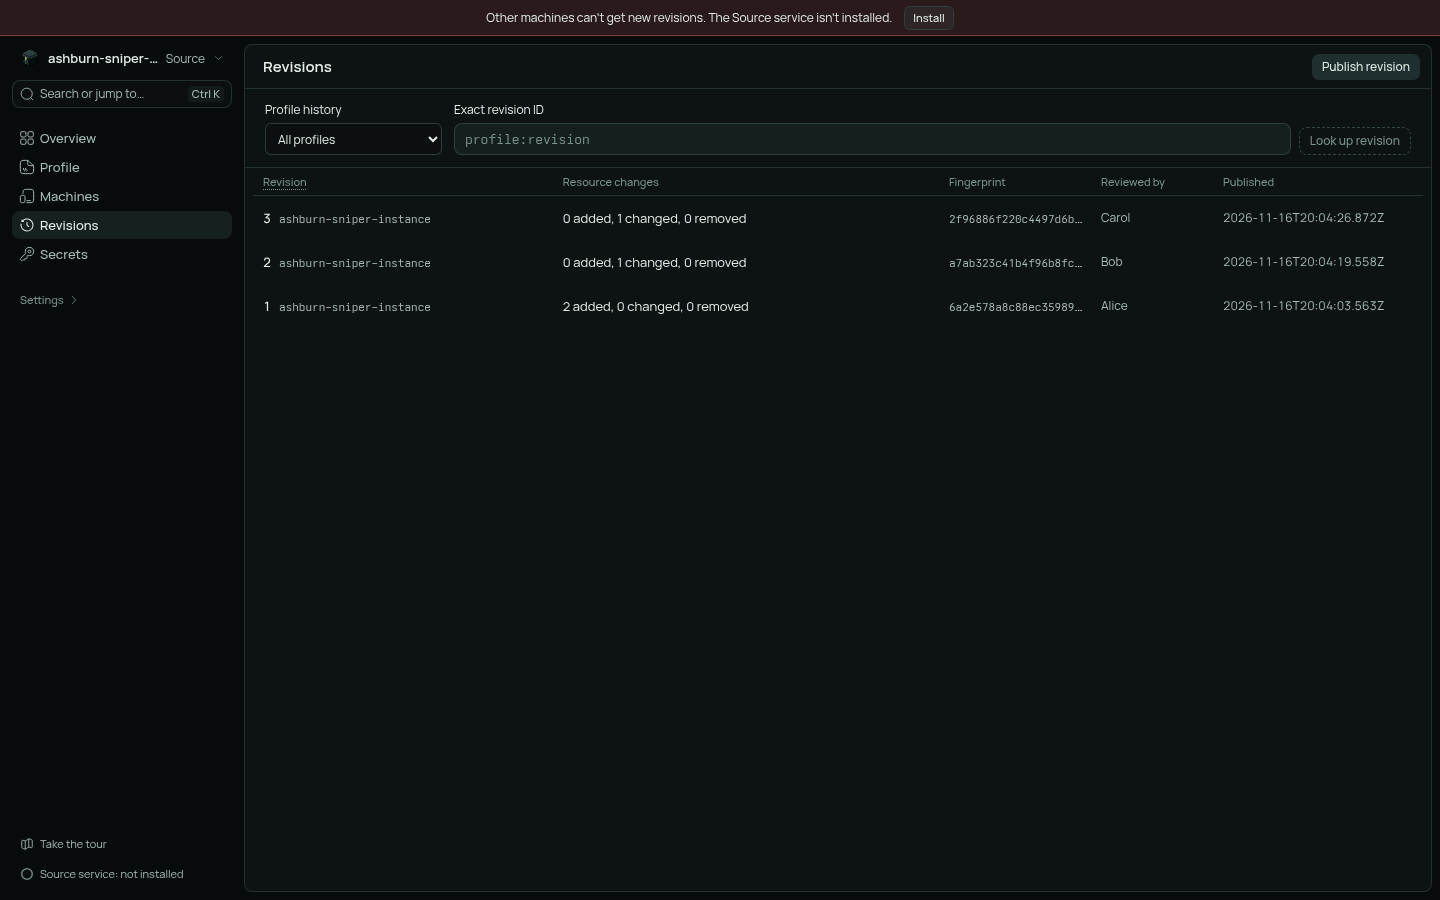 Other machines can't get new revisions. The Source service isn't installed. Install
ashburn-sniper-… Source
Search or jump to… Ctrl K
Overview
Profile
Machines
Revisions
Secrets
Settings
Take the tour
Source service: not installed
Revisions Publish revision
Profile history Exact revision ID
All profiles profile:revision Look up revision
Revision Resource changes Fingerprint Reviewed by Published
3 ashburn-sniper-instance 0 added, 1 changed, 0 removed 2f96886f220c4497d6b… Carol 2026-11-16T20:04:26.872Z
2 ashburn-sniper-instance 0 added, 1 changed, 0 removed a7ab323c41b4f96b8fc… Bob 2026-11-16T20:04:19.558Z
1 ashburn-sniper-instance 2 added, 0 changed, 0 removed 6a2e578a8c88ec35989… Alice 2026-11-16T20:04:03.563Z